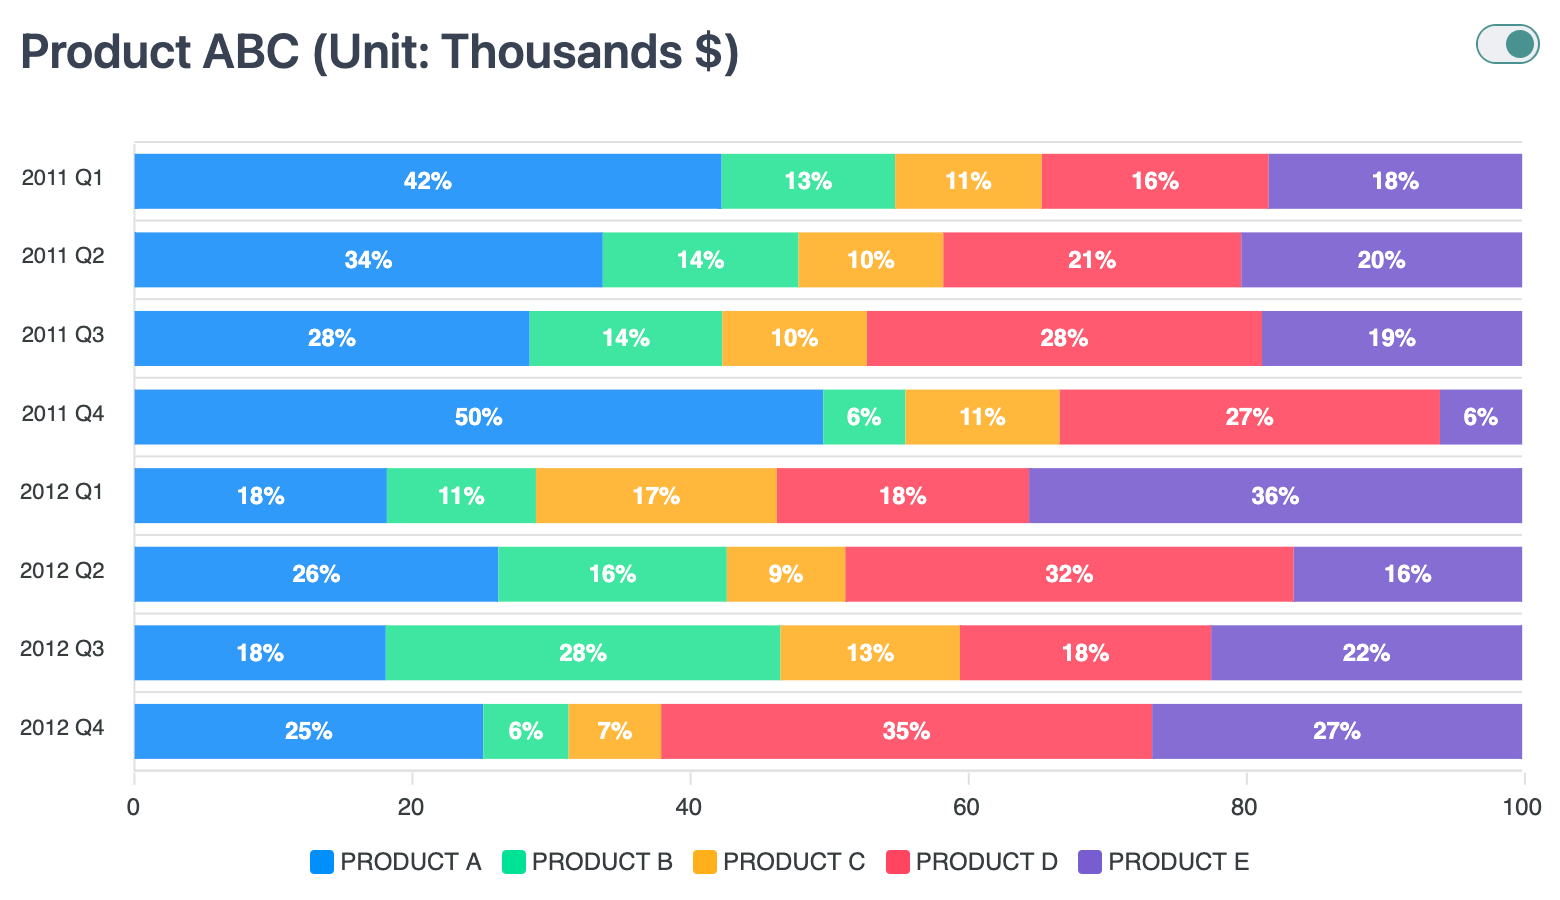 Product ABC (Unit: Thousands $)
2011 Q1 42% 13% 11% 16% 18%
2011 Q2 34% 14% 10% 21% 20%
2011 Q3 28% 14% 10% 28% 19%
2011 Q4 50% 6% 11% 27% 6%
2012 Q1 18% 11% 17% 18% 36%
2012 Q2 26% 16% 9% 32% 16%
2012 Q3 18% 28% 13% 18% 22%
2012 Q4 25% 6% 7% 35% 27%
0 20 40 60 80 100
PRODUCT A PRODUCT B PRODUCT C PRODUCT D PRODUCT E